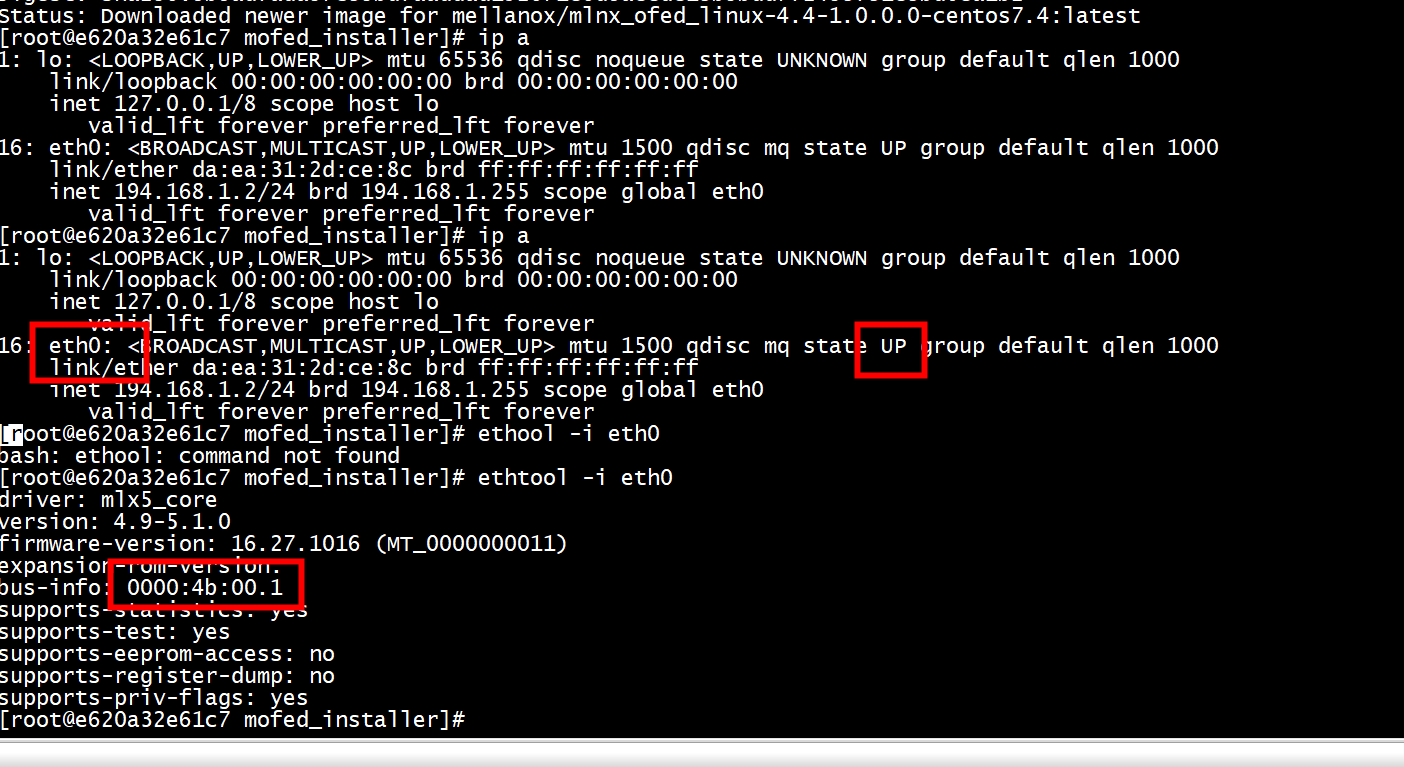 Status: Downloaded newer image for mellanox/mlnx_ofed_linux-4.4-1.0.0.0-centos7.4:latest
[root@e620a32e61c7 mofed_installer]# ip a
1: lo: <LOOPBACK,UP,LOWER_UP> mtu 65536 qdisc noqueue state UNKNOWN group default qlen 1000
    link/loopback 00:00:00:00:00:00 brd 00:00:00:00:00:00
    inet 127.0.0.1/8 scope host lo
       valid_lft forever preferred_lft forever
16: eth0: <BROADCAST,MULTICAST,UP,LOWER_UP> mtu 1500 qdisc mq state UP group default qlen 1000
    link/ether da:ea:31:2d:ce:8c brd ff:ff:ff:ff:ff:ff
    inet 194.168.1.2/24 brd 194.168.1.255 scope global eth0
       valid_lft forever preferred_lft forever
[root@e620a32e61c7 mofed_installer]# ip a
1: lo: <LOOPBACK,UP,LOWER_UP> mtu 65536 qdisc noqueue state UNKNOWN group default qlen 1000
    link/loopback 00:00:00:00:00:00 brd 00:00:00:00:00:00
    inet 127.0.0.1/8 scope host lo
       valid_lft forever preferred_lft forever
16: eth0: <BROADCAST,MULTICAST,UP,LOWER_UP> mtu 1500 qdisc mq state UP group default qlen 1000
    link/ether da:ea:31:2d:ce:8c brd ff:ff:ff:ff:ff:ff
    inet 194.168.1.2/24 brd 194.168.1.255 scope global eth0
       valid_lft forever preferred_lft forever
[root@e620a32e61c7 mofed_installer]# ethool -i eth0
bash: ethool: command not found
[root@e620a32e61c7 mofed_installer]# ethtool -i eth0
driver: mlx5_core
version: 4.9-5.1.0
firmware-version: 16.27.1016 (MT_0000000011)
expansion-rom-version:
bus-info: 0000:4b:00.1
supports-statistics: yes
supports-test: yes
supports-eeprom-access: no
supports-register-dump: no
supports-priv-flags: yes
[root@e620a32e61c7 mofed_installer]#